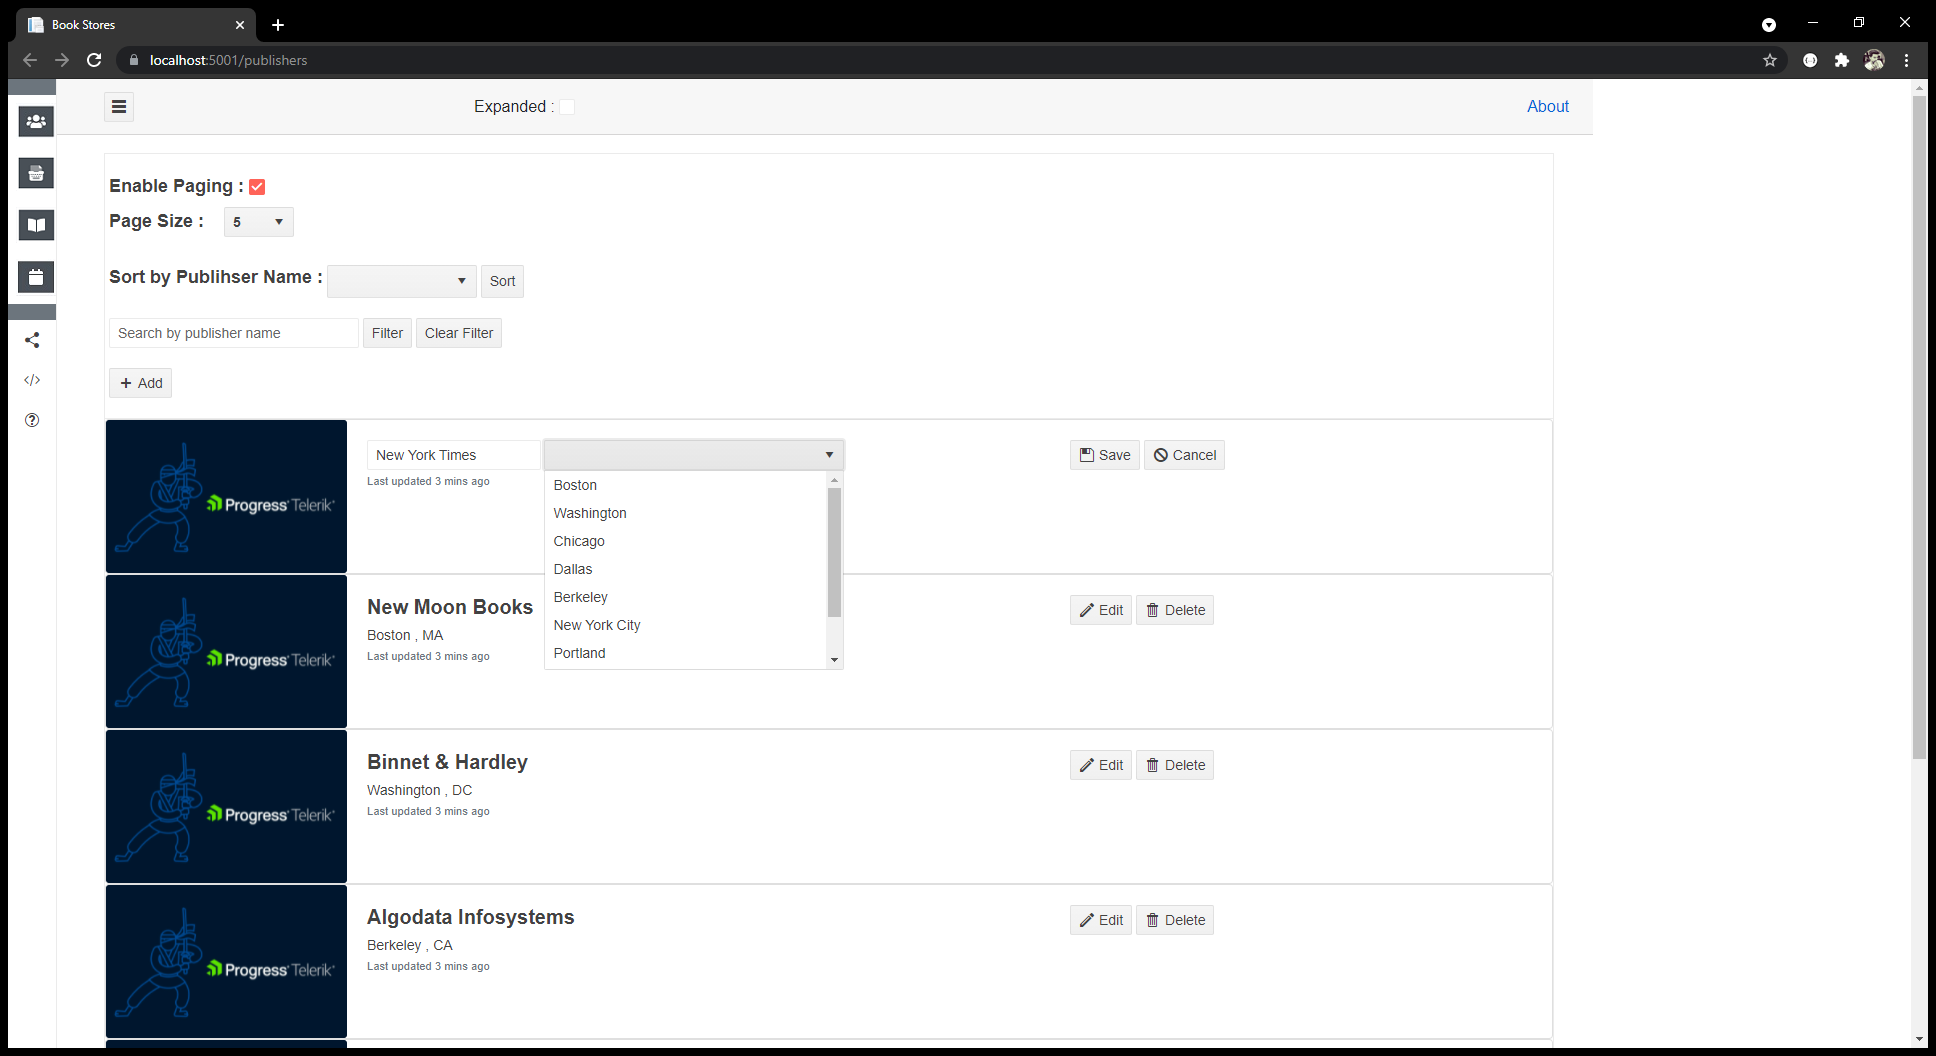 Book Stores
localhost:5001/publishers
Expanded :
About
Enable Paging :
Page Size :
5
Sort by Publihser Name :
Sort
Search by publisher name
Filter
Clear Filter
+ Add
Progress Telerik
New York Times
Last updated 3 mins ago
Save
Cancel
Boston
Washington
Chicago
Dallas
Berkeley
New York City
Portland
Progress Telerik
New Moon Books
Boston , MA
Last updated 3 mins ago
Edit
Delete
Progress Telerik
Binnet & Hardley
Washington , DC
Last updated 3 mins ago
Edit
Delete
Progress Telerik
Algodata Infosystems
Berkeley , CA
Last updated 3 mins ago
Edit
Delete